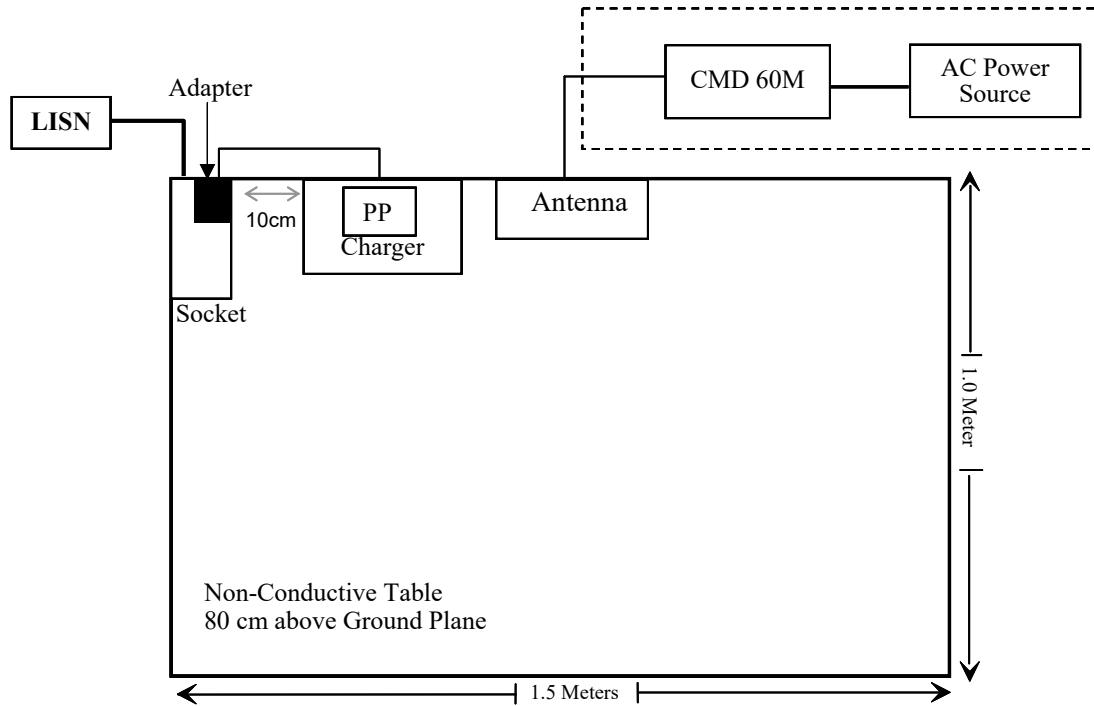 CMD 60M
AC Power
Source
Adapter
LISN
10cm
PP
Charger
Antenna
Socket
1.0 Meter
Non-Conductive Table
80 cm above Ground Plane
1.5 Meters